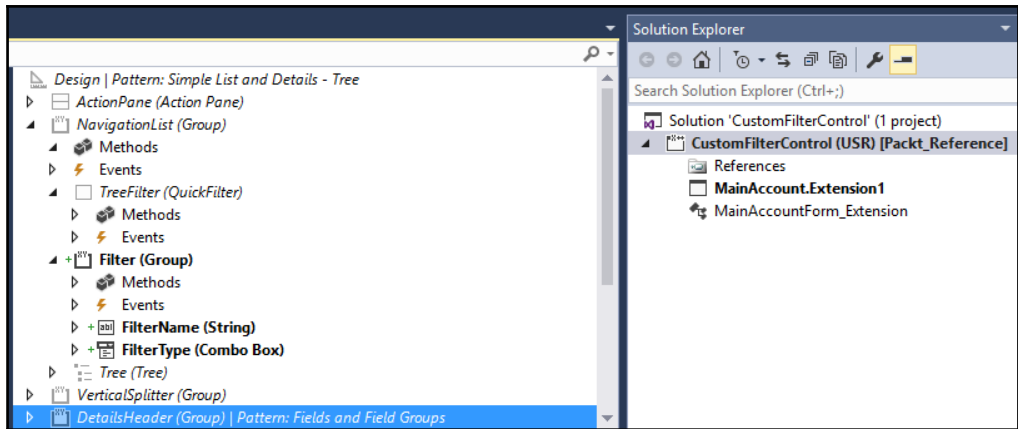 Design | Pattern: Simple List and Details - Tree
ActionPane (Action Pane)
NavigationList (Group)
Methods
Events
TreeFilter (QuickFilter)
Methods
Events
Filter (Group)
Methods
Events
FilterName (String)
FilterType (Combo Box)
Tree (Tree)
VerticalSplitter (Group)
DetailsHeader (Group) | Pattern: Fields and Field Groups
Solution Explorer
Search Solution Explorer (Ctrl+;)
Solution 'CustomFilterControl' (1 project)
CustomFilterControl (USR) [Packt_Reference]
References
MainAccount.Extension1
MainAccountForm_Extension